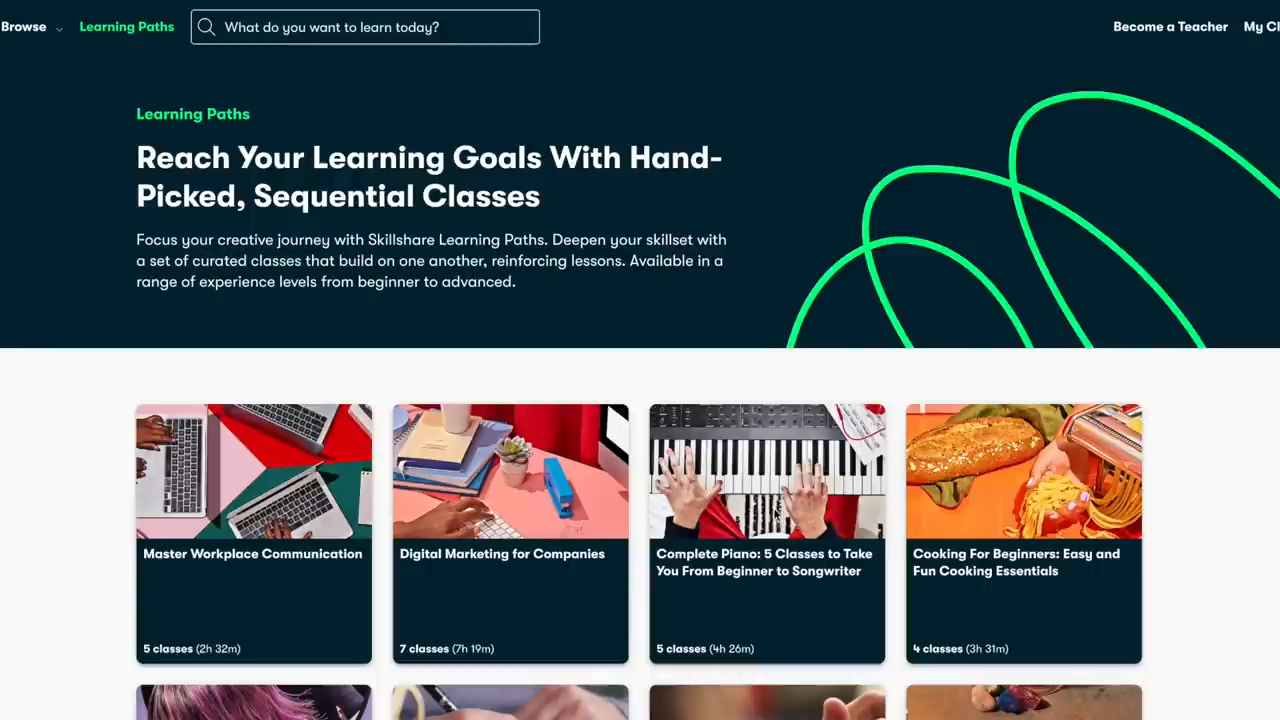 Browse
Learning Paths
What do you want to learn today?
Become a Teacher
My Cl
Learning Paths
Reach Your Learning Goals With Hand-
Picked, Sequential Classes
Focus your creative journey with Skillshare Learning Paths. Deepen your skillset with
a set of curated classes that build on one another, reinforcing lessons. Available in a
range of experience levels from beginner to advanced.
Master Workplace Communication
5 classes (2h 32m)
Digital Marketing for Companies
7 classes (7h 19m)
Complete Piano: 5 Classes to Take
You From Beginner to Songwriter
5 classes (4h 26m)
Cooking For Beginners: Easy and
Fun Cooking Essentials
4 classes (3h 31m)